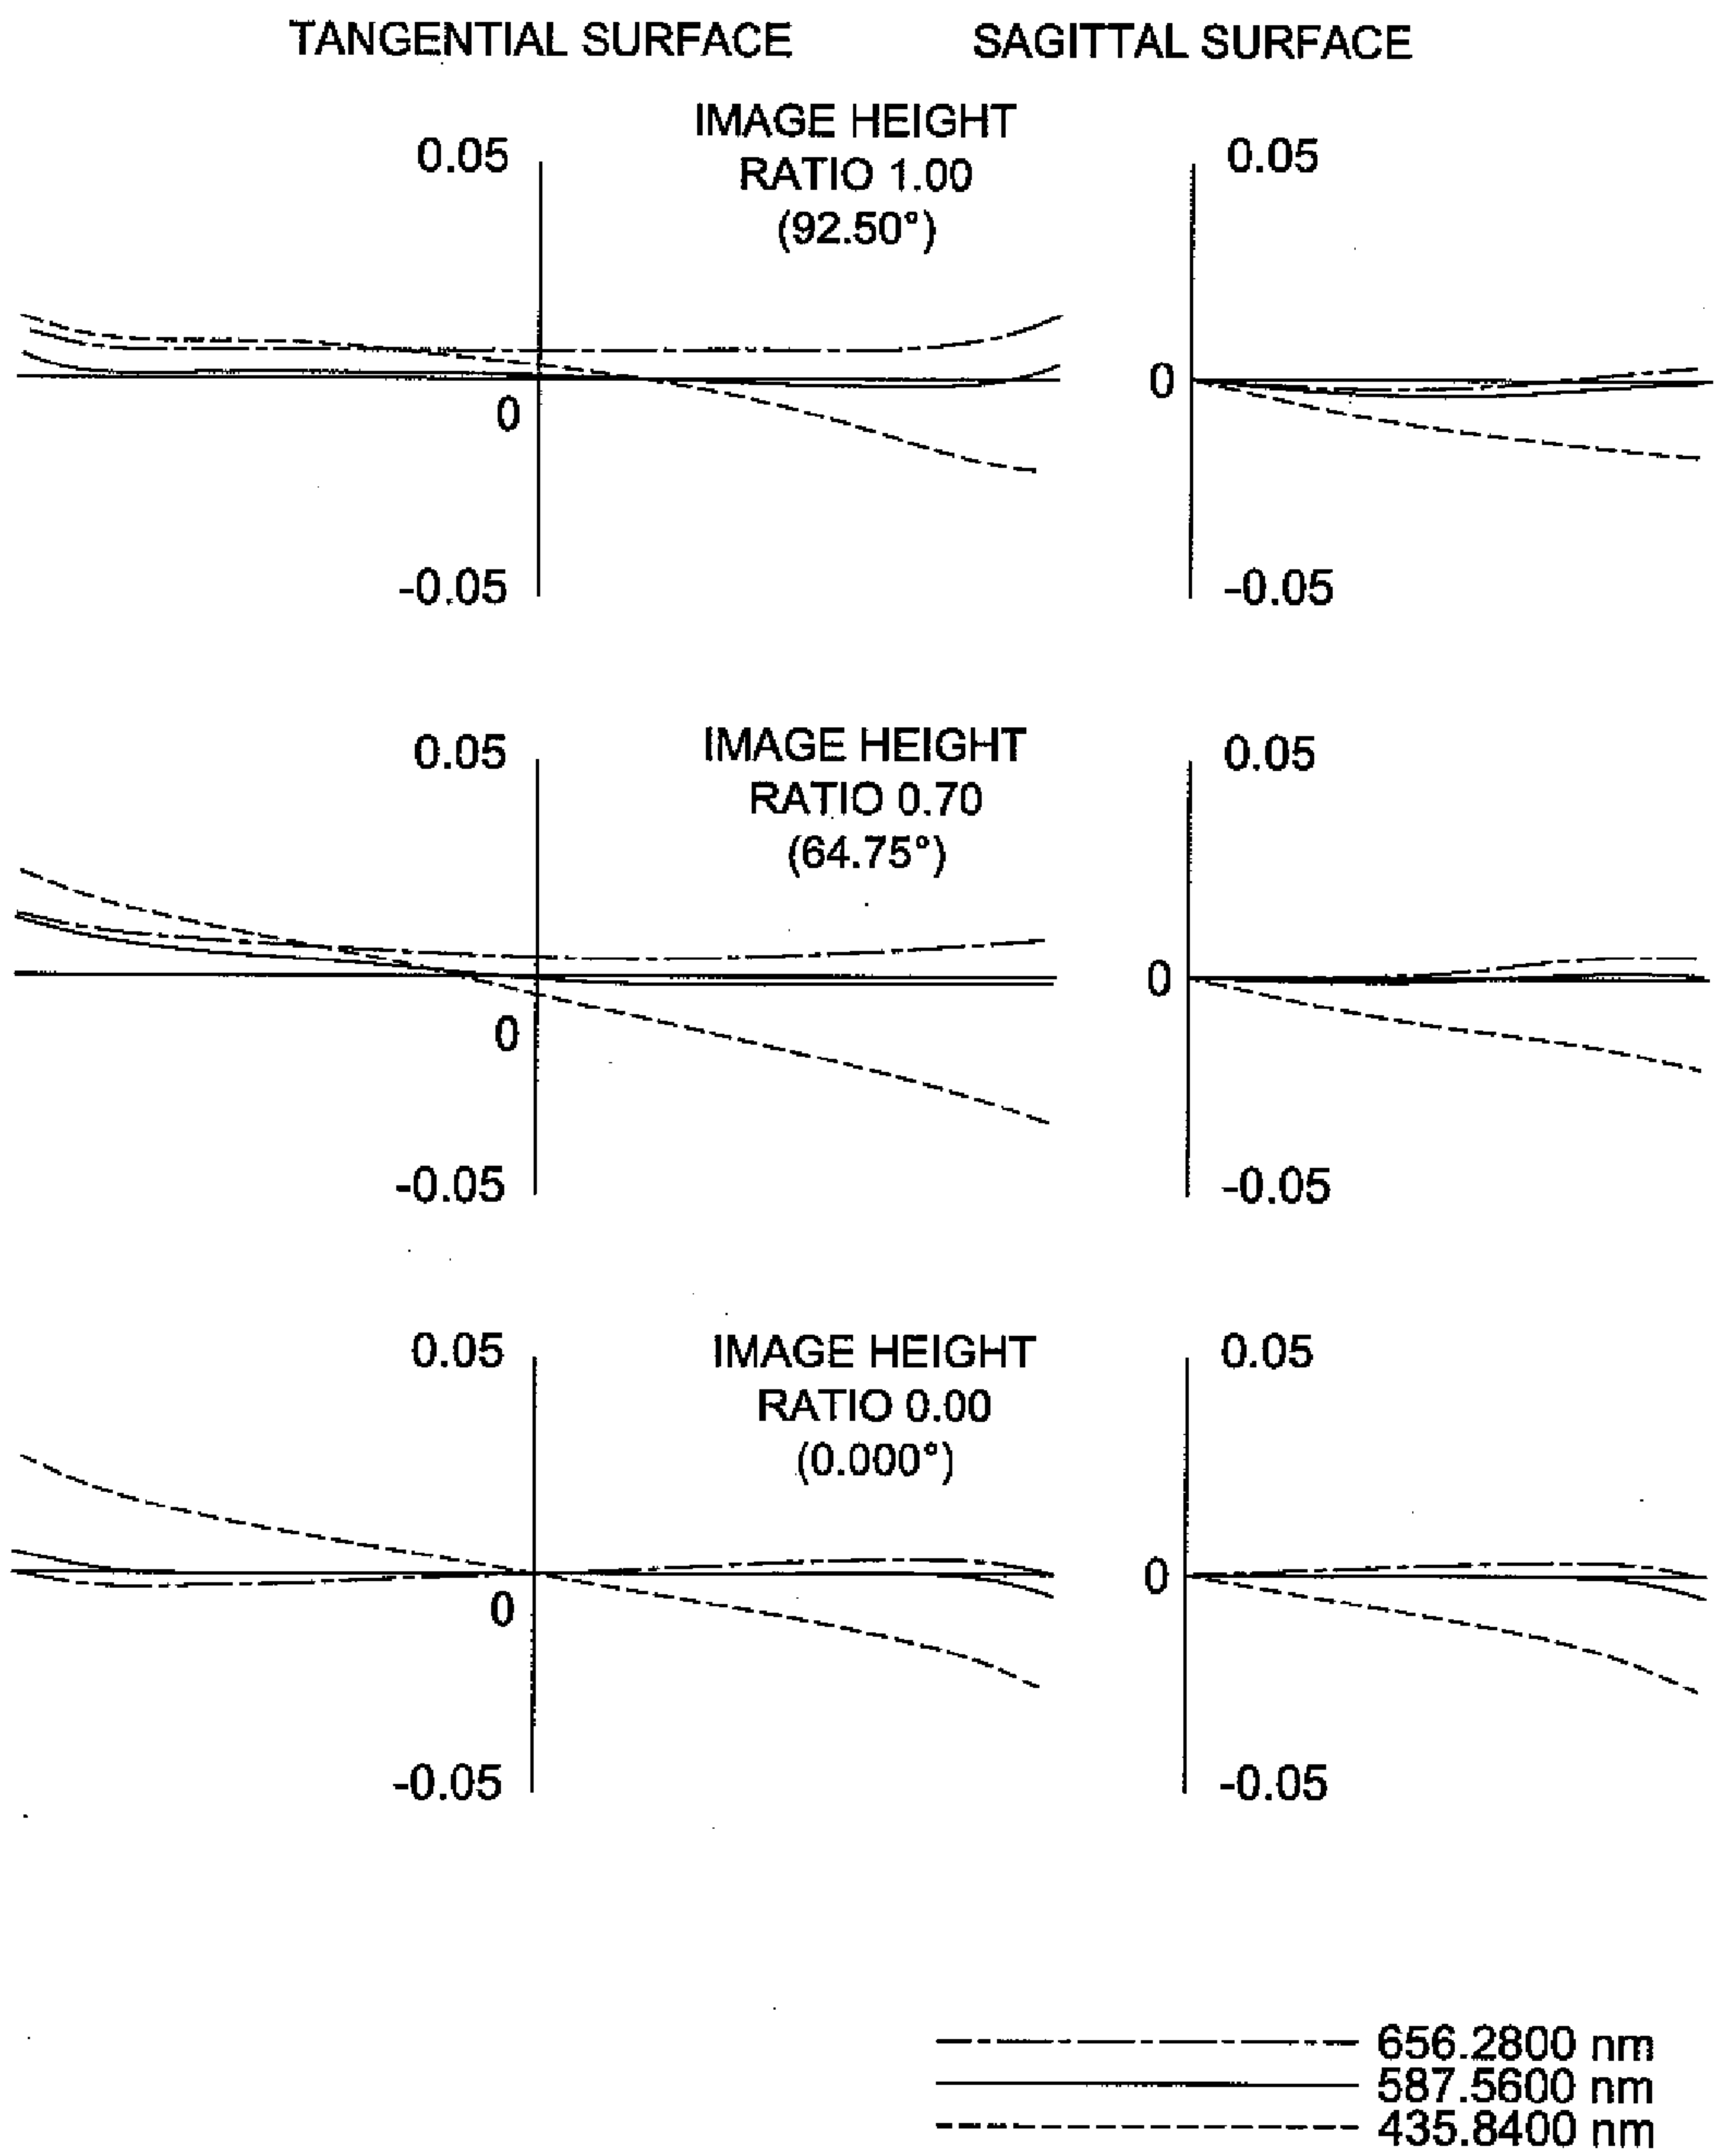 TANGENTIAL SURFACE
SAGITTAL SURFACE
IMAGE HEIGHT
RATIO 1.00
(92.50°)
0.05
0.05
0
0
-0.05
-0.05
IMAGE HEIGHT
RATIO 0.70
(64.75°)
0.05
0.05
0
0
-0.05
-0.05
IMAGE HEIGHT
RATIO 0.00
(0.000°)
0.05
0.05
0
0
-0.05
-0.05
656.2800 nm
587.5600 nm
435.8400 nm